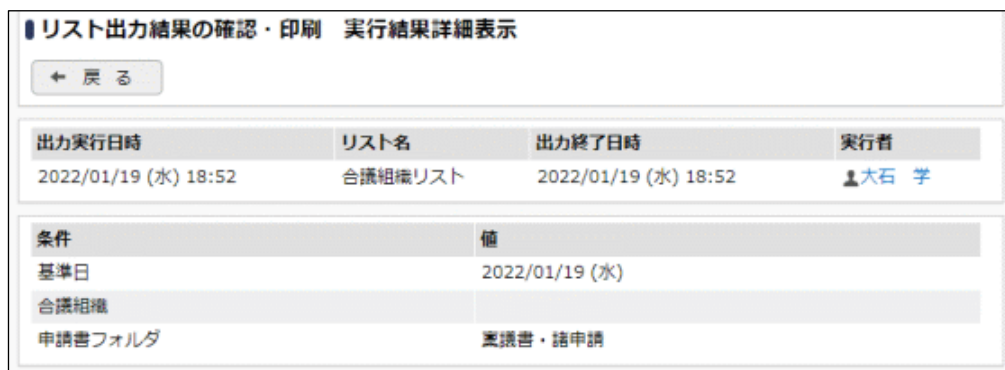 リスト出力結果の確認・印刷　実行結果詳細表示
戻 る
出力実行日時 リスト名 出力終了日時 実行者
2022/01/19 (水) 18:52 合議組織リスト 2022/01/19 (水) 18:52 大石　学
条件 値
基準日 2022/01/19 (水)
合議組織
申請書フォルダ 稟議書・諸申請